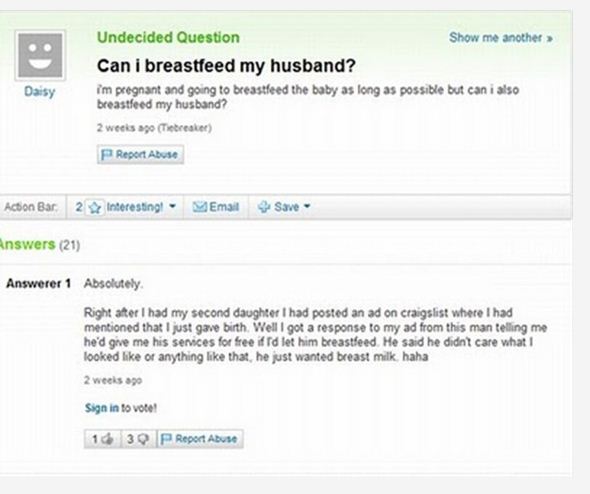 Undecided Question
Show me another »
Can i breastfeed my husband?
Daisy
i'm pregnant and going to breastfeed the baby as long as possible but can i also
breastfeed my husband?
2 weeks ago (Tiebreaker)
Report Abuse
Action Bar: 2 Interesting! Email Save
Answers (21)
Answerer 1 Absolutely.
Right after I had my second daughter I had posted an ad on craigslist where I had
mentioned that I just gave birth. Well I got a response to my ad from this man telling me
he'd give me his services for free if I'd let him breastfeed. He said he didn't care what I
looked like or anything like that, he just wanted breast milk. haha
2 weeks ago
Sign in to vote!
1 3 Report Abuse